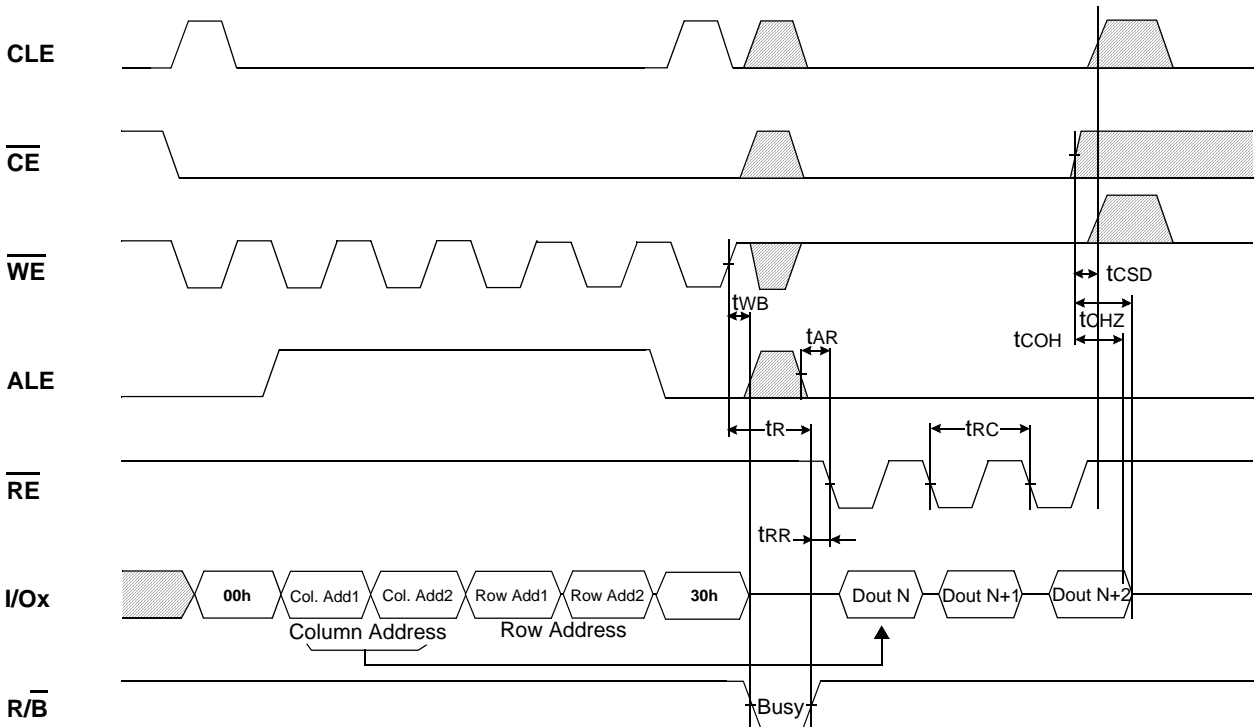 CLE
CE
WE
tCSD
tWB
tCHZ
tAR
tCOH
ALE
tR
tRC
RE
tRR
I/Ox
00h
Col. Add1
Col. Add2
Row Add1
Row Add2
30h
Dout N
Dout N+1
Dout N+2
Column Address
Row Address
R/B
Busy